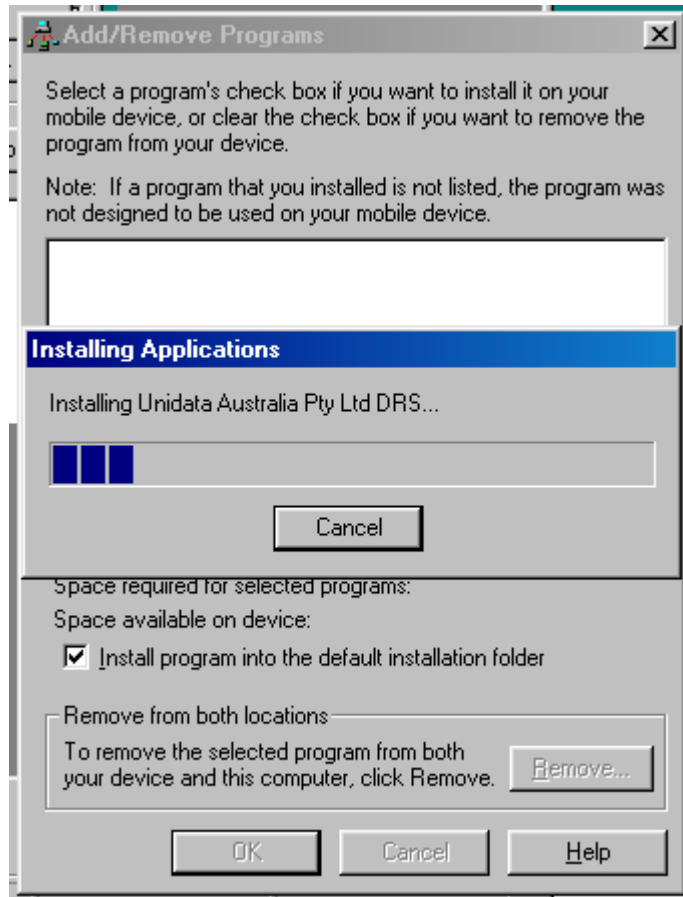 Add/Remove Programs
Select a program's check box if you want to install it on your
mobile device, or clear the check box if you want to remove the
program from your device.
Note: If a program that you installed is not listed, the program was
not designed to be used on your mobile device.
Installing Applications
Installing Unidata Australia Pty Ltd DRS...
Cancel
Space required for selected programs:
Space available on device:
Install program into the default installation folder
Remove from both locations
To remove the selected program from both
your device and this computer, click Remove.
Remove...
OK
Cancel
Help